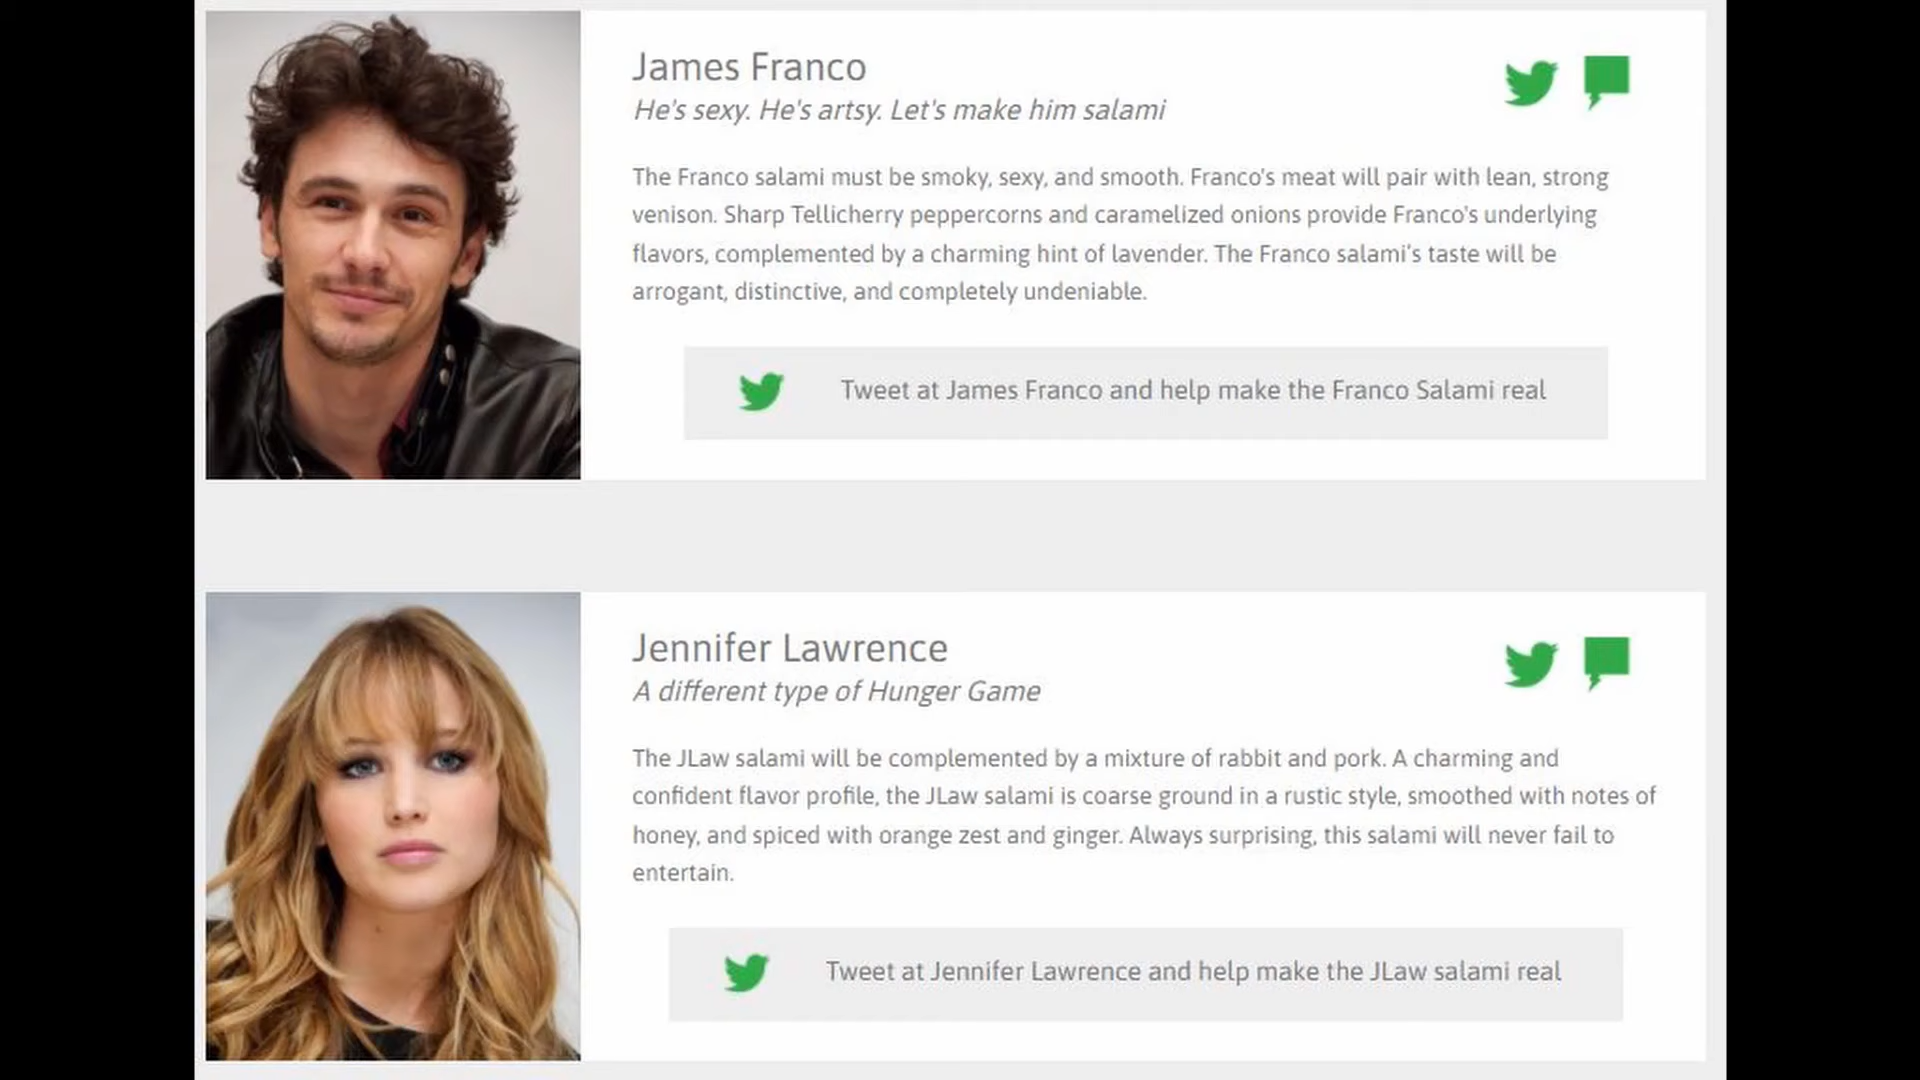 James Franco
He's sexy. He's artsy. Let's make him salami
The Franco salami must be smoky, sexy, and smooth. Franco's meat will pair with lean, strong
venison. Sharp Tellicherry peppercorns and caramelized onions provide Franco's underlying
flavors, complemented by a charming hint of lavender. The Franco salami's taste will be
arrogant, distinctive, and completely undeniable.
Tweet at James Franco and help make the Franco Salami real
Jennifer Lawrence
A different type of Hunger Game
The JLaw salami will be complemented by a mixture of rabbit and pork. A charming and
confident flavor profile, the JLaw salami is coarse ground in a rustic style, smoothed with notes of
honey, and spiced with orange zest and ginger. Always surprising, this salami will never fail to
entertain.
Tweet at Jennifer Lawrence and help make the JLaw salami real